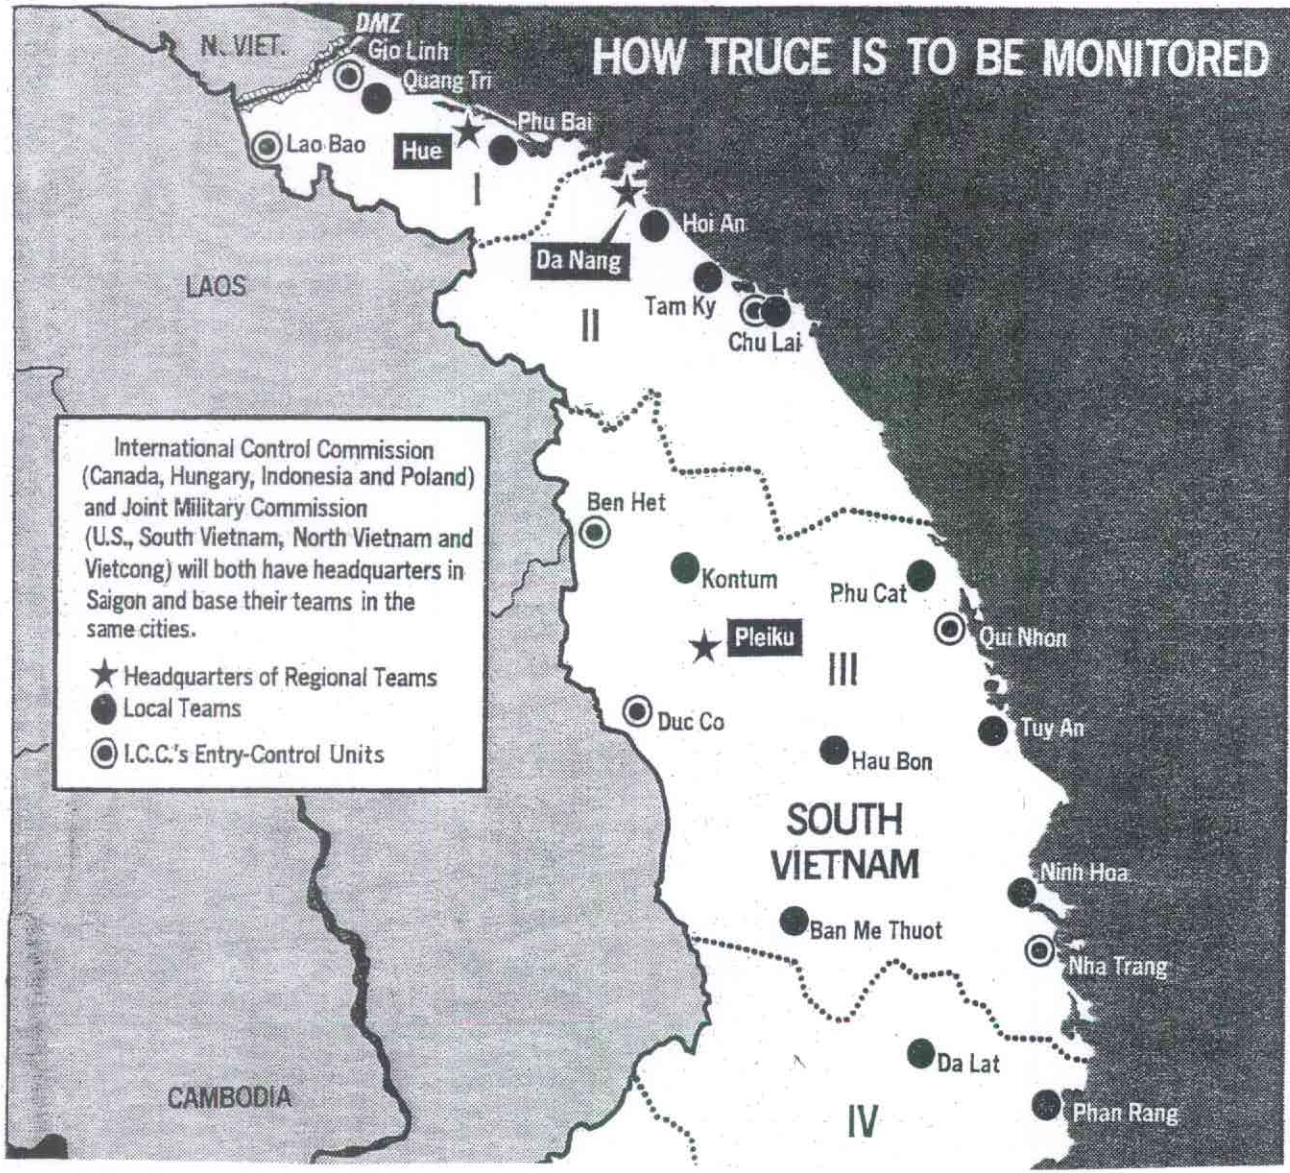 HOW TRUCE IS TO BE MONITORED
DMZ
N. VIET.
Gio Linh
Quang Tri
Lao Bao
Hue
Phu Bai
I
Hoi An
Da Nang
LAOS
Tam Ky
II
Chu Lai
International Control Commission
(Canada, Hungary, Indonesia and Poland)
and Joint Military Commission
(U.S., South Vietnam, North Vietnam and
Vietcong) will both have headquarters in
Saigon and base their teams in the
same cities.
Headquarters of Regional Teams
Local Teams
I.C.C.'s Entry-Control Units
Ben Het
Kontum
Phu Cat
Pleiku
Qui Nhon
III
Duc Co
Tuy An
Hau Bon
SOUTH
VIETNAM
Ninh Hoa
Ban Me Thuot
Nha Trang
Da Lat
CAMBODIA
Phan Rang
IV